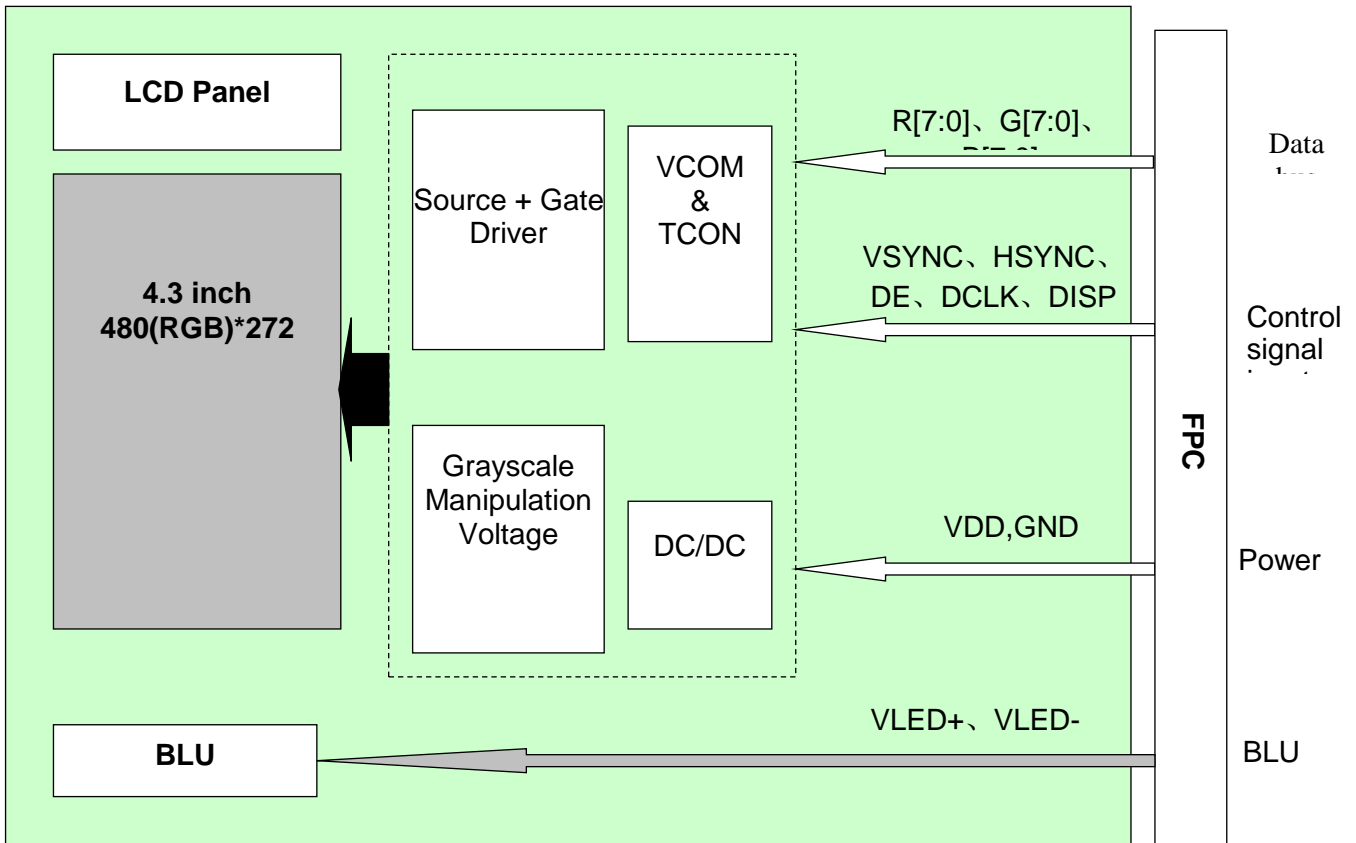 LCD Panel
4.3 inch
480(RGB)*272
Source + Gate
Driver
VCOM
&
TCON
Grayscale
Manipulation
Voltage
DC/DC
BLU
R[7:0]、G[7:0]、
VSYNC、HSYNC、
DE、DCLK、DISP
VDD,GND
VLED+、VLED-
FPC
Data
Control
signal
Power
BLU